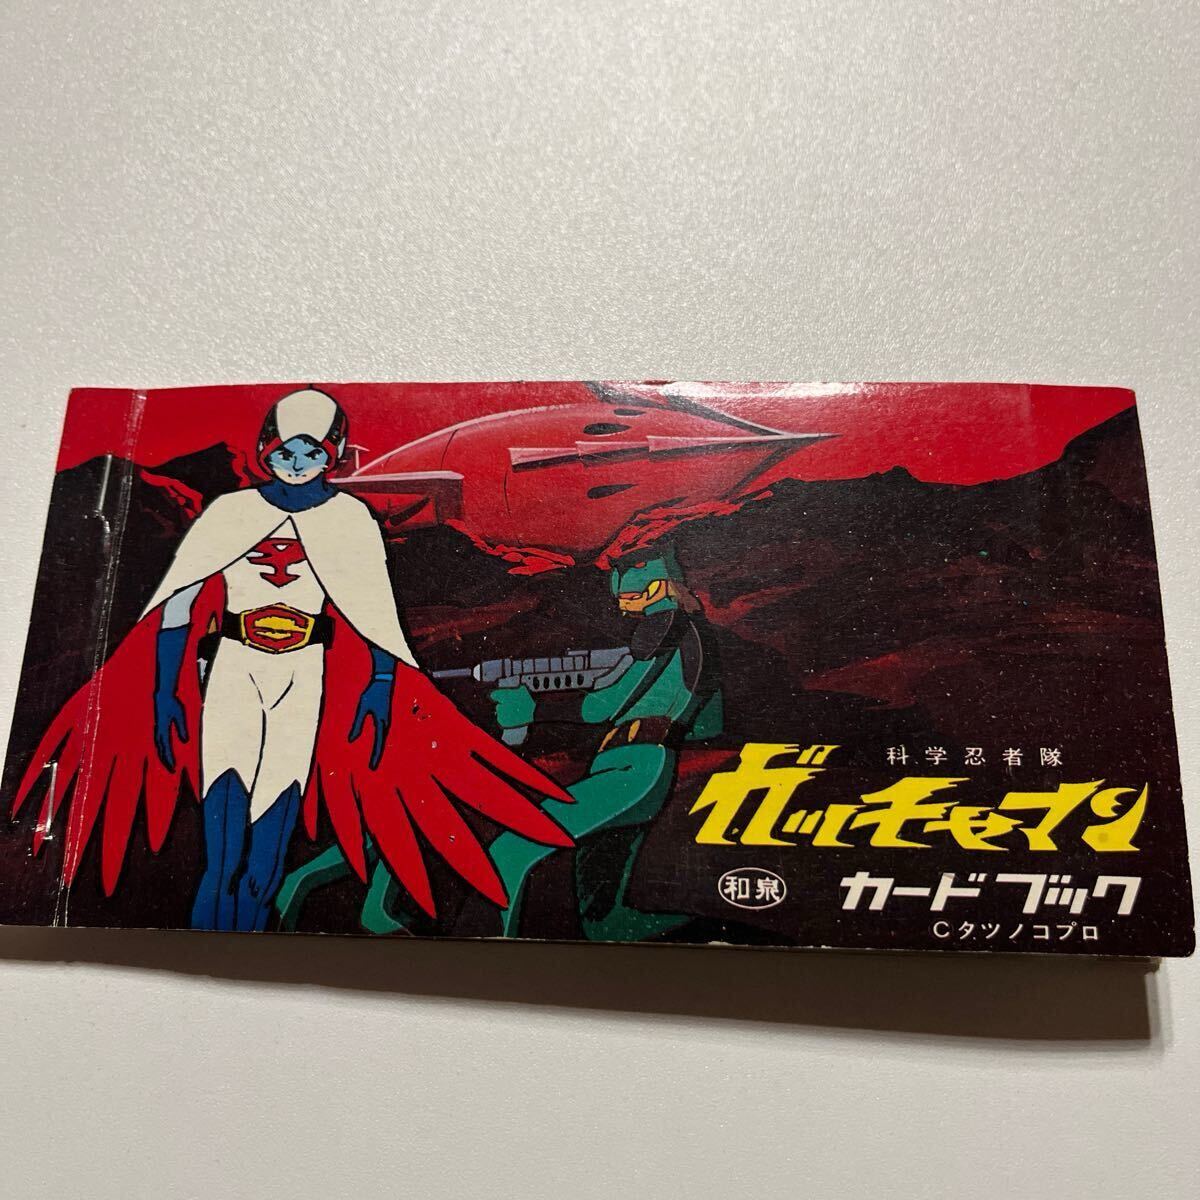 科学忍者隊
ガッチャマン
和泉
カードブック
Cタツノコプロ